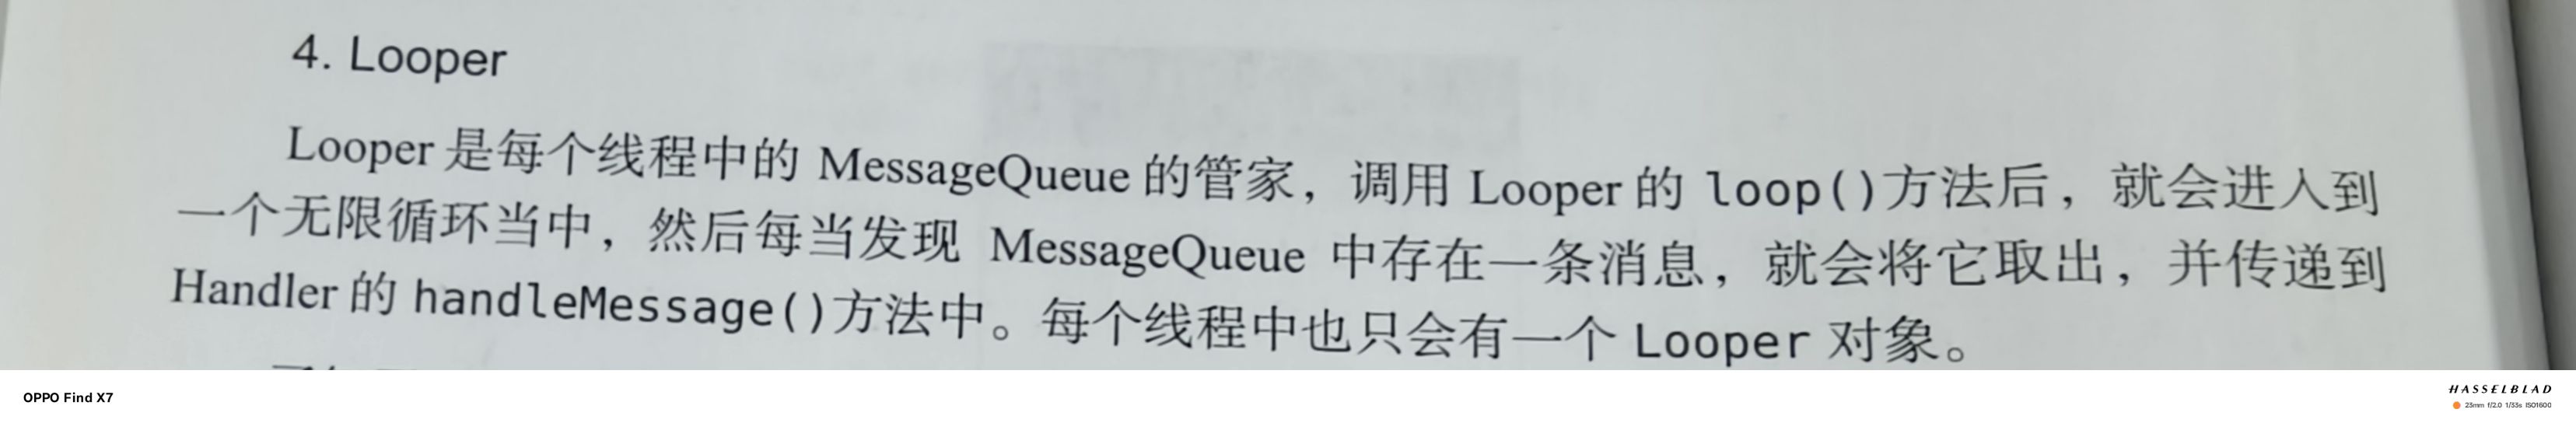 4. Looper
Looper 是每个线程中的 MessageQueue 的管家，调用 Looper 的 loop()方法后，就会进入到
一个无限循环当中，然后每当发现 MessageQueue 中存在一条消息，就会将它取出，并传递到
Handler 的 handleMessage()方法中。每个线程中也只会有一个 Looper 对象。
OPPO Find X7
HASSELBLAD
23mm f/2.0 1/33s ISO1600